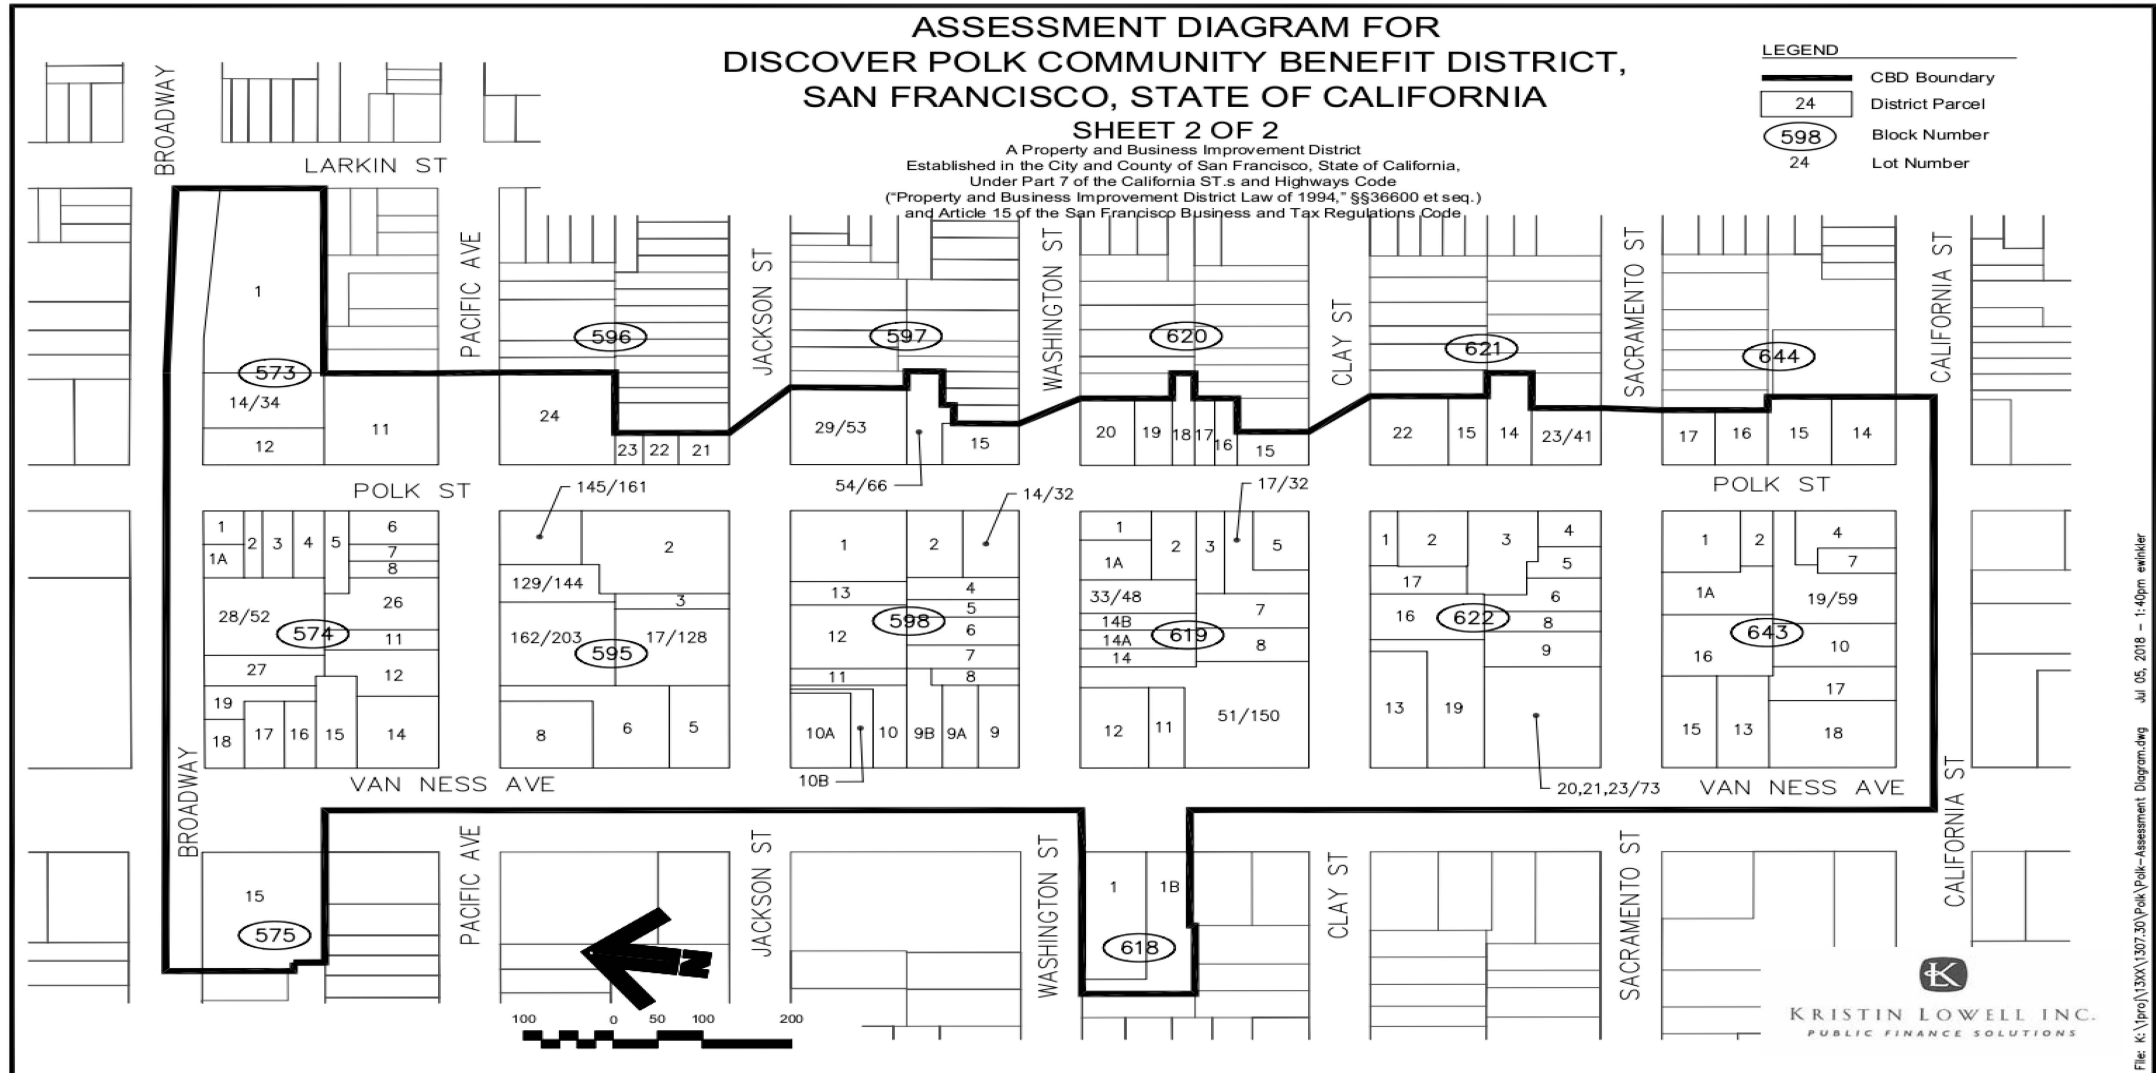 ASSESSMENT DIAGRAM FOR
DISCOVER POLK COMMUNITY BENEFIT DISTRICT,
SAN FRANCISCO, STATE OF CALIFORNIA
SHEET 2 OF 2
A Property and Business Improvement District
Established in the City and County of San Francisco, State of California,
Under Part 7 of the California ST.s and Highways Code
("Property and Business Improvement District Law of 1994," §§36600 et seq.)
and Article 15 of the San Francisco Business and Tax Regulations Code
LEGEND
CBD Boundary
24 District Parcel
598 Block Number
24 Lot Number
BROADWAY
LARKIN ST
PACIFIC AVE
JACKSON ST
WASHINGTON ST
CLAY ST
SACRAMENTO ST
CALIFORNIA ST
1
573
14/34
12
11
596
24
23
22
21
597
29/53
54/66
15
620
20
19
18
17
16
15
621
22
15
14
23/41
644
17
16
15
14
POLK ST
POLK ST
1
1A
2
3
4
5
6
7
8
28/52
26
574
11
27
12
19
18
17
16
15
14
145/161
2
129/144
3
162/203
17/128
595
8
6
5
14/32
1
2
13
4
5
598
12
6
7
11
8
10A
10B
10
9B
9A
9
17/32
1
1A
2
3
5
33/48
7
14B
619
14A
8
14
12
11
51/150
1
2
3
4
5
17
6
16
622
8
9
13
19
20,21,23/73
1
2
4
7
1A
19/59
643
10
16
17
15
13
18
VAN NESS AVE
VAN NESS AVE
BROADWAY
PACIFIC AVE
JACKSON ST
WASHINGTON ST
CLAY ST
SACRAMENTO ST
CALIFORNIA ST
15
575
1
1B
618
N
100 0 50 100 200
LK
KRISTIN LOWELL INC.
PUBLIC FINANCE SOLUTIONS
File: K:\1proj\13XX\1307.30\Polk\Polk-Assessment Diagram.dwg Jul 05, 2018 - 1:40pm ewinkler